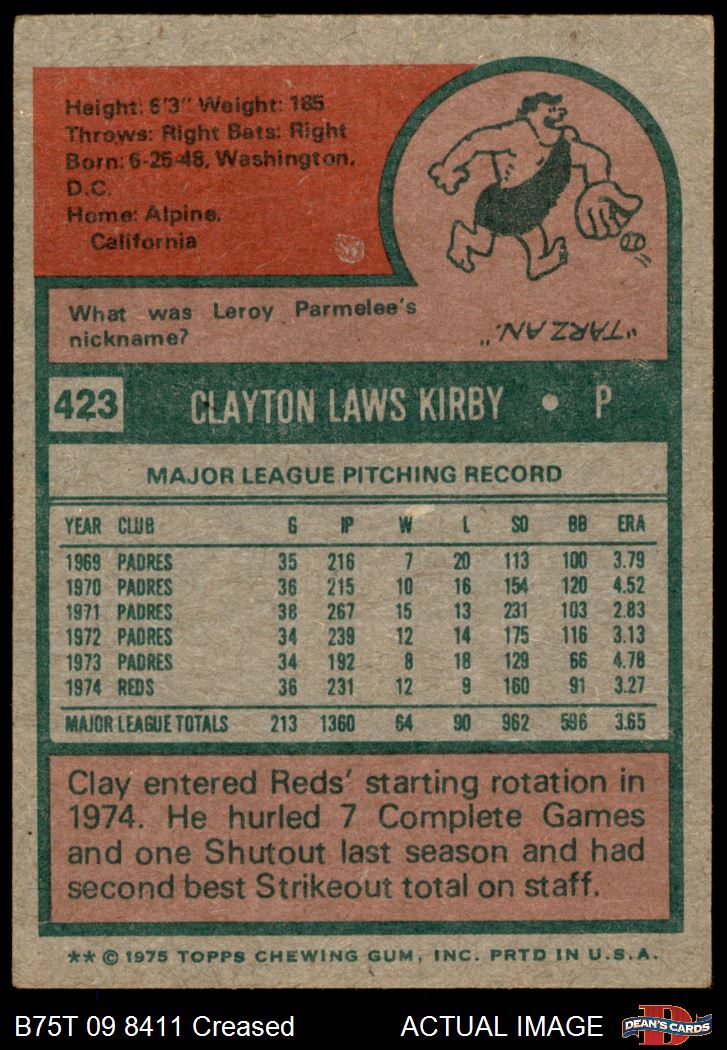 Height: 6'3" Weight: 185
Throws: Right Bats: Right
Born: 6-25-48, Washington,
D.C.
Home: Alpine,
California
What was Leroy Parmelee's
nickname?
"TARZAN."
423 CLAYTON LAWS KIRBY • P
MAJOR LEAGUE PITCHING RECORD
YEAR CLUB G IP W L SO BB ERA
1969 PADRES 35 216 7 20 113 100 3.79
1970 PADRES 36 215 10 16 154 120 4.52
1971 PADRES 38 267 15 13 231 103 2.83
1972 PADRES 34 239 12 14 175 116 3.13
1973 PADRES 34 192 8 18 129 66 4.78
1974 REDS 36 231 12 9 160 91 3.27
MAJOR LEAGUE TOTALS 213 1360 64 90 962 596 3.65
Clay entered Reds' starting rotation in
1974. He hurled 7 Complete Games
and one Shutout last season and had
second best Strikeout total on staff.
** © 1975 TOPPS CHEWING GUM, INC. PRTD IN U.S.A.
B75T 09 8411 Creased ACTUAL IMAGE
D
DEAN'S CARDS